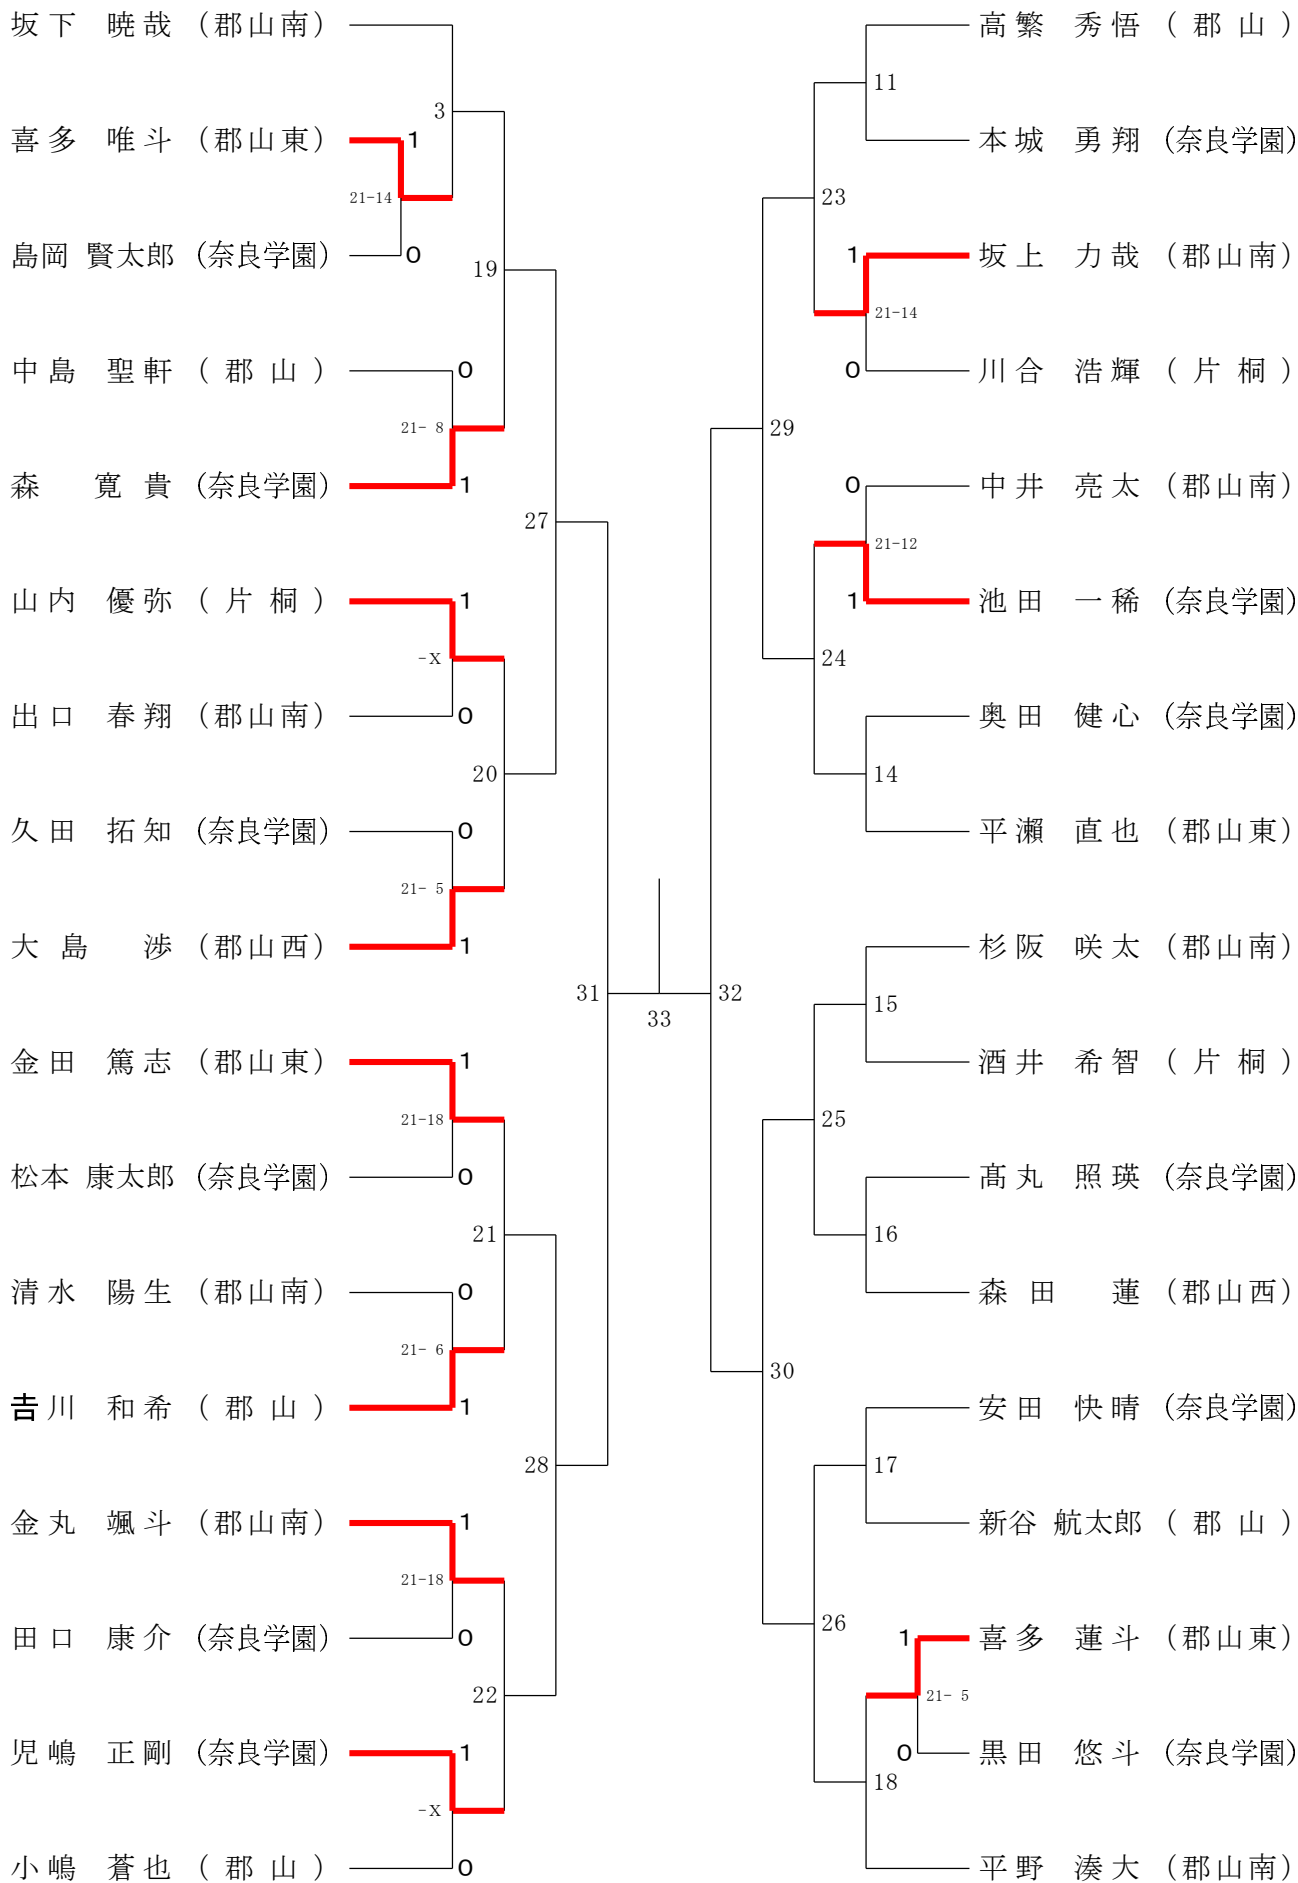 坂下 暁哉 (郡山南)
3
喜多 唯斗 (郡山東)
1
21-14
島岡 賢太郎 (奈良学園)
0
19
中島 聖軒 (郡山)
0
21- 8
森 寛貴 (奈良学園)
1
27
山内 優弥 (片桐)
1
-X
出口 春翔 (郡山南)
0
20
久田 拓知 (奈良学園)
0
21- 5
大島 渉 (郡山西)
1
31
金田 篤志 (郡山東)
1
21-18
松本 康太郎 (奈良学園)
0
21
清水 陽生 (郡山南)
0
21- 6
𠮷川 和希 (郡山)
1
28
金丸 颯斗 (郡山南)
1
21-18
田口 康介 (奈良学園)
0
22
児嶋 正剛 (奈良学園)
1
-X
小嶋 蒼也 (郡山)
0
33
高繁 秀悟 (郡山)
11
本城 勇翔 (奈良学園)
23
1
坂上 力哉 (郡山南)
21-14
0
川合 浩輝 (片桐)
29
0
中井 亮太 (郡山南)
21-12
1
池田 一稀 (奈良学園)
24
奥田 健心 (奈良学園)
14
平瀬 直也 (郡山東)
32
杉阪 咲太 (郡山南)
15
酒井 希智 (片桐)
25
髙丸 照瑛 (奈良学園)
16
森田 蓮 (郡山西)
30
安田 快晴 (奈良学園)
17
新谷 航太郎 (郡山)
26
1
喜多 蓮斗 (郡山東)
21- 5
0
黒田 悠斗 (奈良学園)
18
平野 湊大 (郡山南)